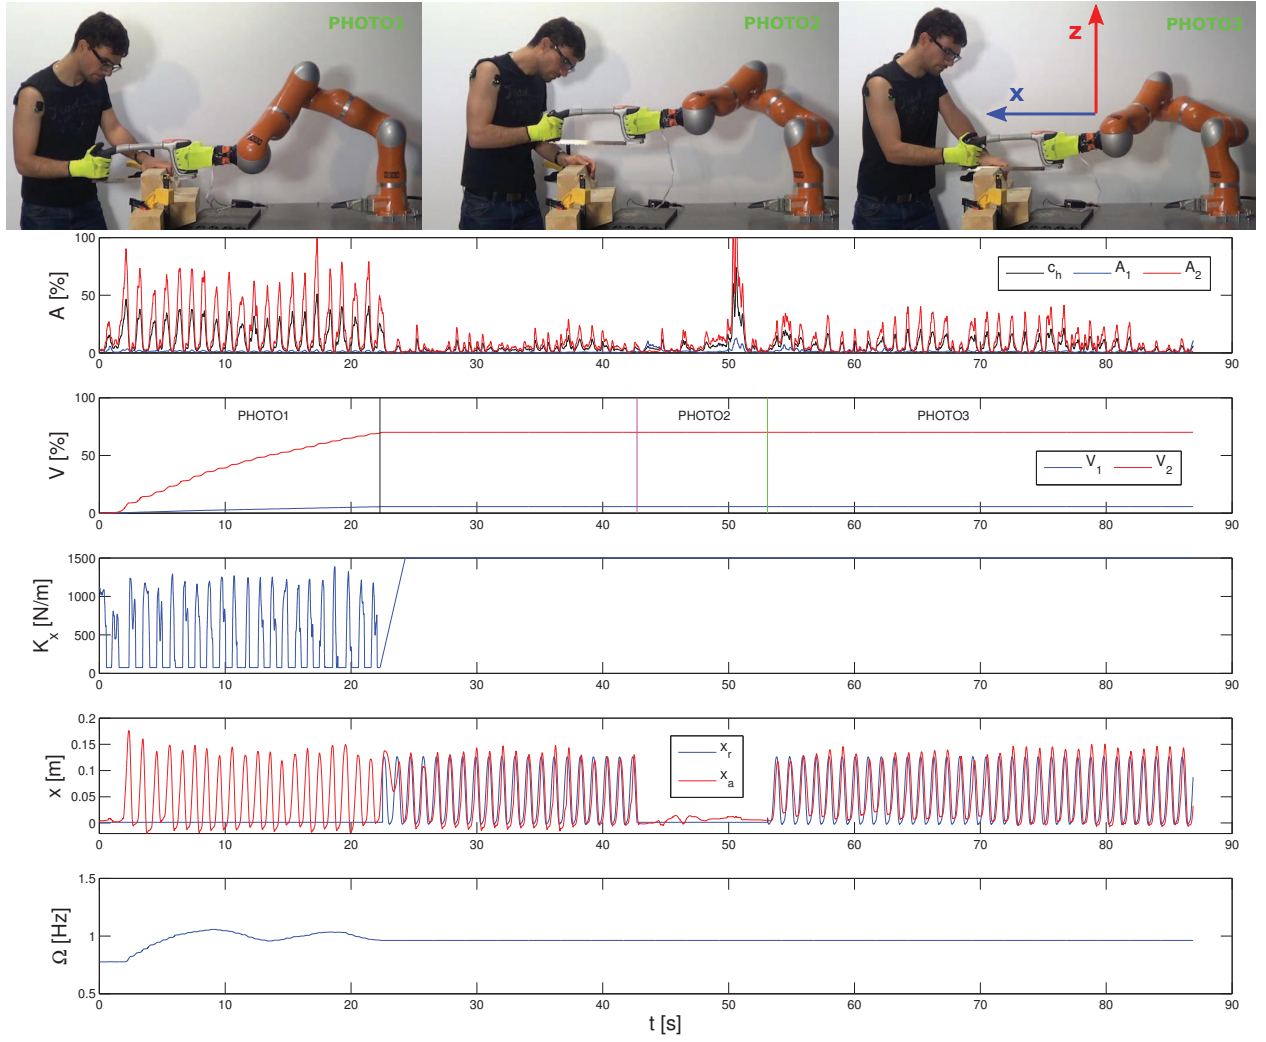 PHOTO1
PHOTO2
PHOTO3
z
x
A [%]
100
50
0
c_h A_1 A_2
0 10 20 30 40 50 60 70 80 90
V [%]
100
50
0
PHOTO1 PHOTO2 PHOTO3
V_1 V_2
0 10 20 30 40 50 60 70 80 90
K_x [N/m]
1500
1000
500
0
0 10 20 30 40 50 60 70 80 90
x [m]
0.2
0.15
0.1
0.05
0
x_r
x_a
0 10 20 30 40 50 60 70 80 90
Ω [Hz]
1.5
1
0.5
0 10 20 30 40 50 60 70 80 90
t [s]